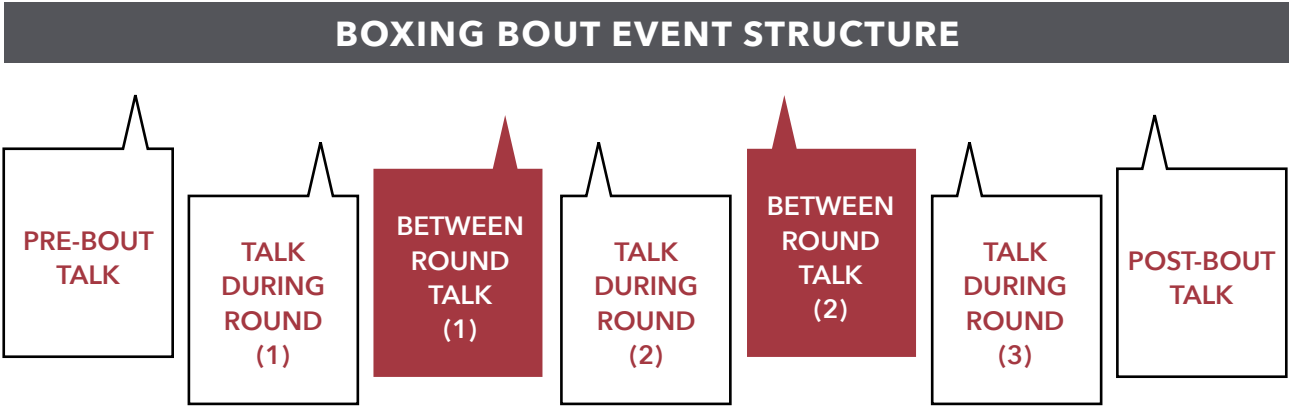 BOXING BOUT EVENT STRUCTURE
PRE-BOUT
TALK
TALK
DURING
ROUND
(1)
BETWEEN
ROUND
TALK
(1)
TALK
DURING
ROUND
(2)
BETWEEN
ROUND
TALK
(2)
TALK
DURING
ROUND
(3)
POST-BOUT
TALK